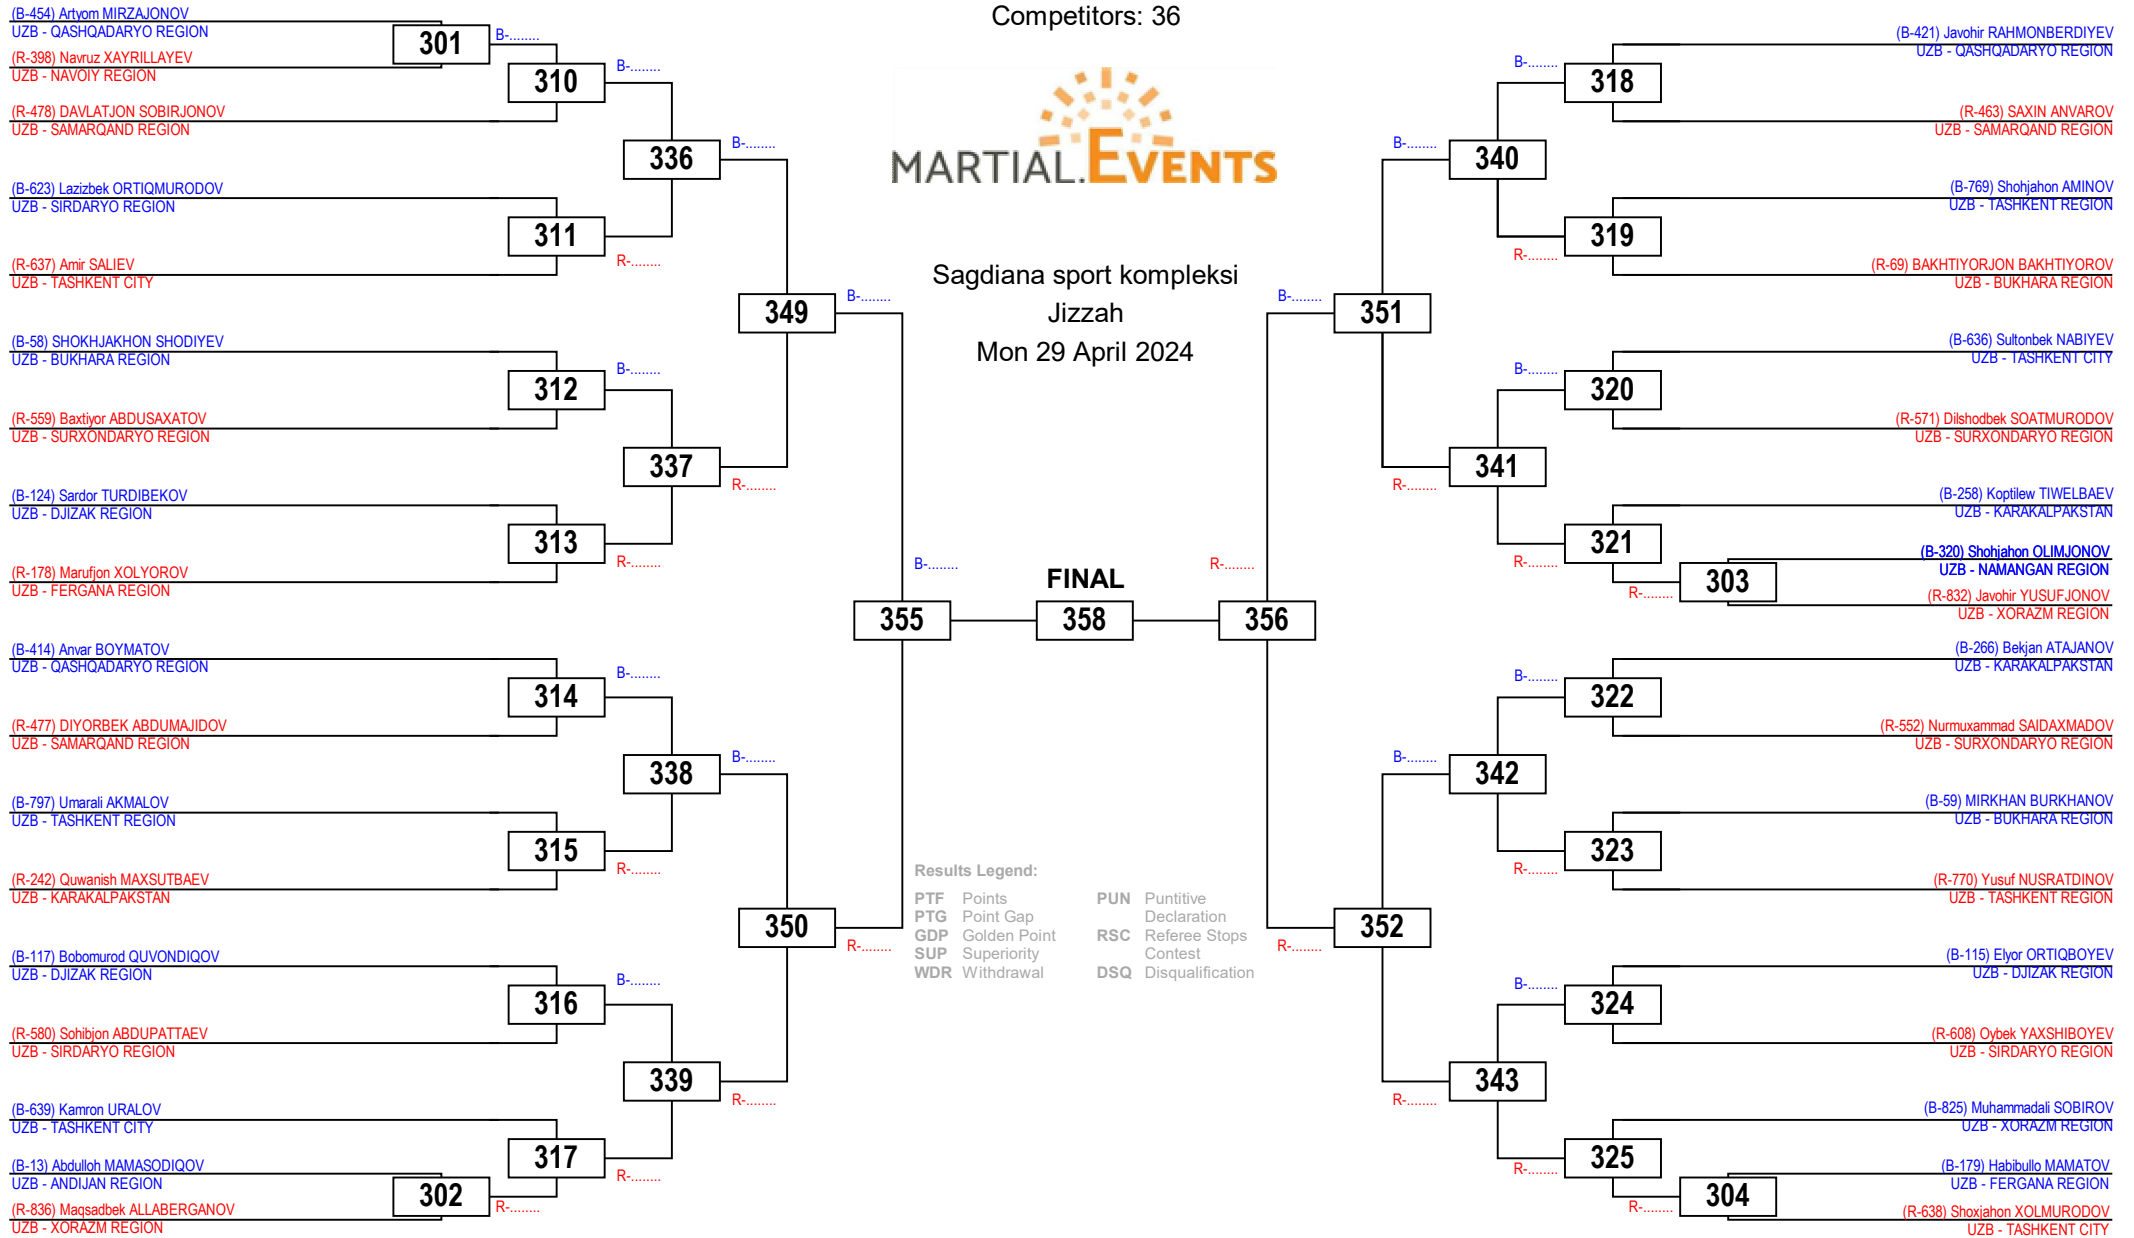 Competitors: 36
MARTIAL.EVENTS
Sagdiana sport kompleksi
Jizzah
Mon 29 April 2024
(B-454) Artyom MIRZAJONOV
UZB - QASHQADARYO REGION
301
B-........
(R-398) Navruz XAYRILLAYEV
UZB - NAVOIY REGION
310
B-........
(R-478) DAVLATJON SOBIRJONOV
UZB - SAMARQAND REGION
336
B-........
(B-623) Lazizbek ORTIQMURODOV
UZB - SIRDARYO REGION
311
R-........
(R-637) Amir SALIEV
UZB - TASHKENT CITY
349
B-........
(B-58) SHOKHJAKHON SHODIYEV
UZB - BUKHARA REGION
312
B-........
(R-559) Baxtiyor ABDUSAXATOV
UZB - SURXONDARYO REGION
337
R-........
(B-124) Sardor TURDIBEKOV
UZB - DJIZAK REGION
313
R-........
(R-178) Marufjon XOLYOROV
UZB - FERGANA REGION
355
B-........
(B-414) Anvar BOYMATOV
UZB - QASHQADARYO REGION
314
B-........
(R-477) DIYORBEK ABDUMAJIDOV
UZB - SAMARQAND REGION
338
B-........
(B-797) Umarali AKMALOV
UZB - TASHKENT REGION
315
R-........
(R-242) Quwanish MAXSUTBAEV
UZB - KARAKALPAKSTAN
350
R-........
(B-117) Bobomurod QUVONDIQOV
UZB - DJIZAK REGION
316
B-........
(R-580) Sohibjon ABDUPATTAEV
UZB - SIRDARYO REGION
339
R-........
(B-639) Kamron URALOV
UZB - TASHKENT CITY
317
R-........
(B-13) Abdulloh MAMASODIQOV
UZB - ANDIJAN REGION
302
R-........
(R-836) Maqsadbek ALLABERGANOV
UZB - XORAZM REGION
FINAL
358
Results Legend:
PTF Points
PTG Point Gap
GDP Golden Point
SUP Superiority
WDR Withdrawal
PUN Puntitive
Declaration
RSC Referee Stops
Contest
DSQ Disqualification
(B-421) Javohir RAHMONBERDIYEV
UZB - QASHQADARYO REGION
B-........
318
(R-463) SAXIN ANVAROV
UZB - SAMARQAND REGION
B-........
340
(B-769) Shohjahon AMINOV
UZB - TASHKENT REGION
319
R-........
(R-69) BAKHTIYORJON BAKHTIYOROV
UZB - BUKHARA REGION
B-........
351
(B-636) Sultonbek NABIYEV
UZB - TASHKENT CITY
B-........
320
(R-571) Dilshodbek SOATMURODOV
UZB - SURXONDARYO REGION
341
R-........
(B-258) Koptilew TIWELBAEV
UZB - KARAKALPAKSTAN
321
R-........
(B-320) Shohjahon OLIMJONOV
UZB - NAMANGAN REGION
303
R-........
(R-832) Javohir YUSUFJONOV
UZB - XORAZM REGION
R-........
356
(B-266) Bekjan ATAJANOV
UZB - KARAKALPAKSTAN
B-........
322
(R-552) Nurmuxammad SAIDAXMADOV
UZB - SURXONDARYO REGION
B-........
342
(B-59) MIRKHAN BURKHANOV
UZB - BUKHARA REGION
323
R-........
(R-770) Yusuf NUSRATDINOV
UZB - TASHKENT REGION
352
R-........
(B-115) Elyor ORTIQBOYEV
UZB - DJIZAK REGION
B-........
324
(R-608) Oybek YAXSHIBOYEV
UZB - SIRDARYO REGION
343
R-........
(B-825) Muhammadali SOBIROV
UZB - XORAZM REGION
325
R-........
(B-179) Habibullo MAMATOV
UZB - FERGANA REGION
304
R-........
(R-638) Shoxjahon XOLMURODOV
UZB - TASHKENT CITY